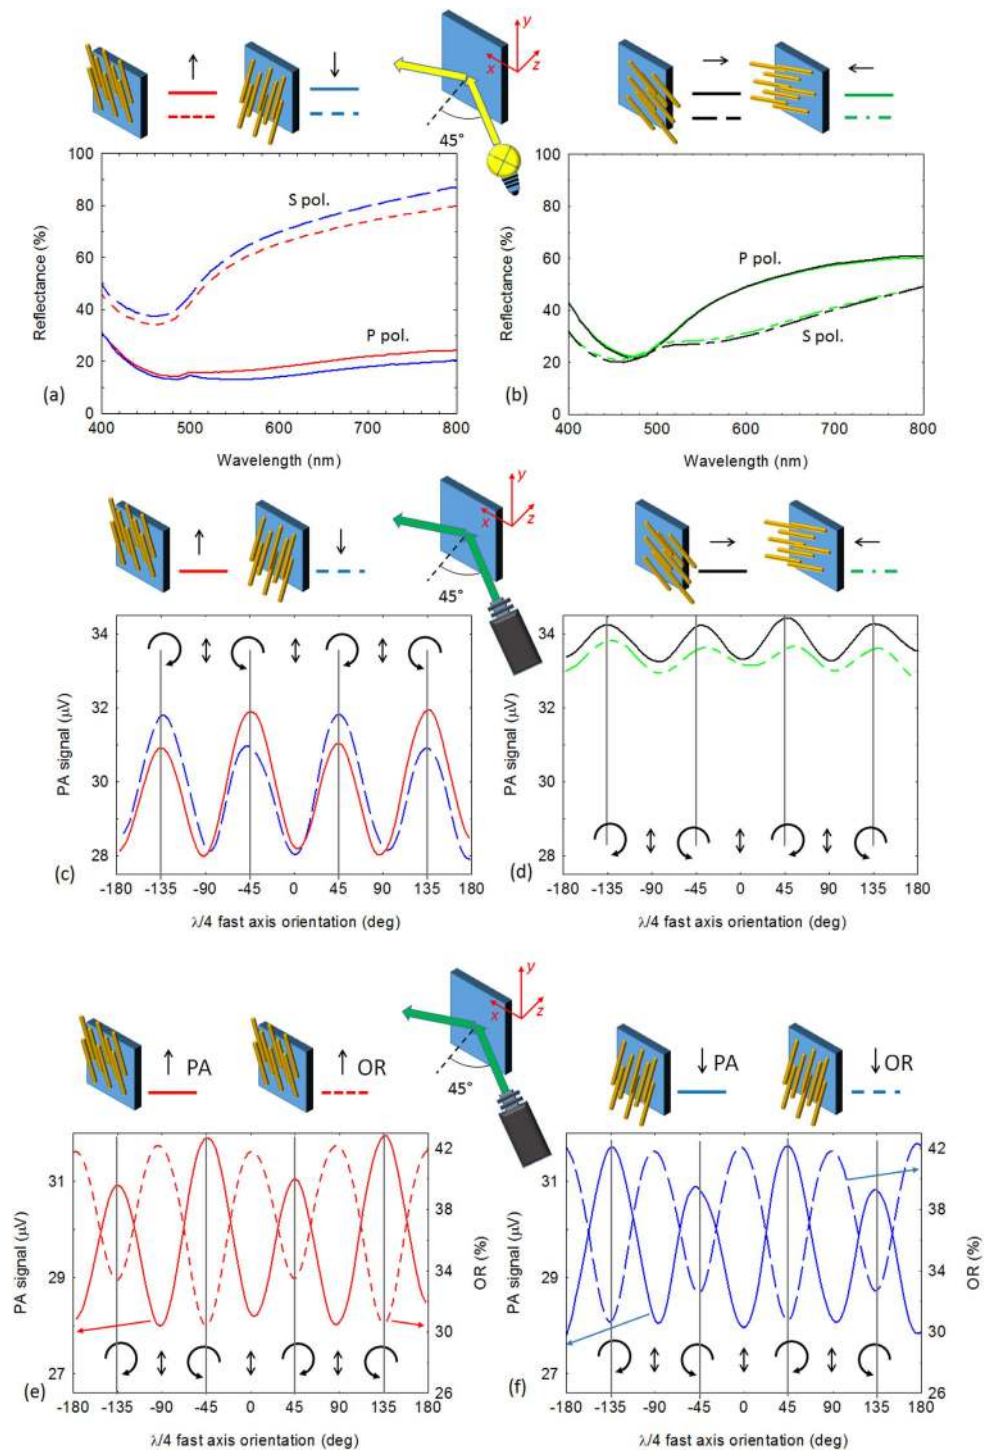 y
x
z
45°
100
80
60
40
20
0
Reflectance (%)
S pol.
P pol.
(a)
400
500
600
700
800
Wavelength (nm)
100
80
60
40
20
0
Reflectance (%)
P pol.
S pol.
(b)
400
500
600
700
800
Wavelength (nm)
y
x
z
45°
34
32
30
28
PA signal (μV)
(c)
-180 -135 -90 -45 0 45 90 135 180
λ/4 fast axis orientation (deg)
34
32
30
28
PA signal (μV)
(d)
-180 -135 -90 -45 0 45 90 135 180
λ/4 fast axis orientation (deg)
y
x
z
45°
PA
OR
PA
OR
31
29
27
PA signal (μV)
42
38
34
30
26
OR (%)
(e)
-180 -135 -90 -45 0 45 90 135 180
λ/4 fast axis orientation (deg)
31
29
27
PA signal (μV)
42
38
34
30
26
OR (%)
(f)
-180 -135 -90 -45 0 45 90 135 180
λ/4 fast axis orientation (deg)